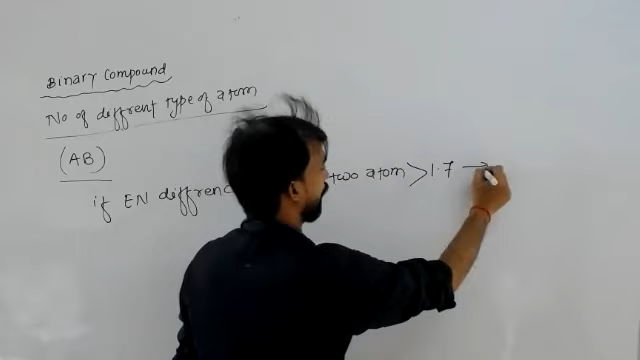 Binary Compound
No of diffrent type of atom
(AB)
if EN diffrenc two atom > 1.7 →